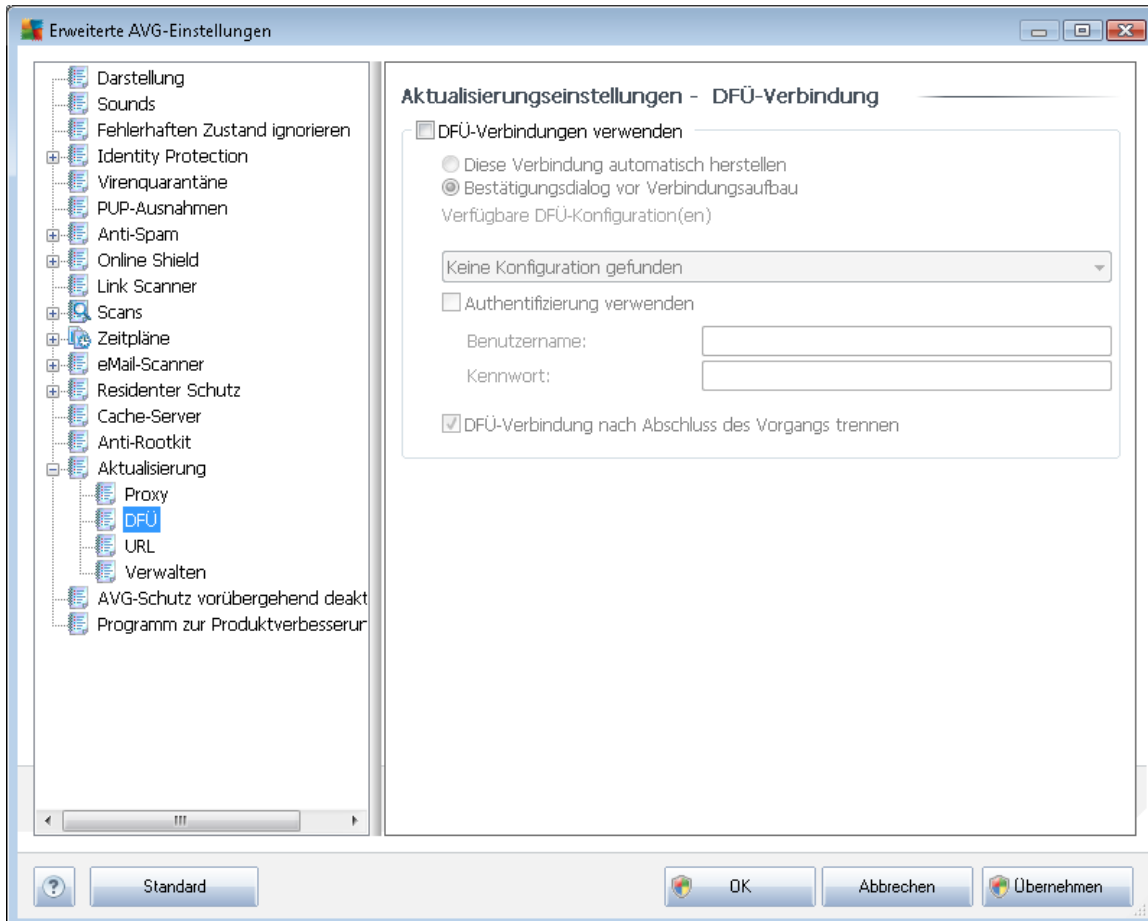 Erweiterte AVG-Einstellungen
Darstellung
Sounds
Fehlerhaften Zustand ignorieren
Identity Protection
Virenquarantäne
PUP-Ausnahmen
Anti-Spam
Online Shield
Link Scanner
Scans
Zeitpläne
eMail-Scanner
Residenter Schutz
Cache-Server
Anti-Rootkit
Aktualisierung
Proxy
DFÜ
URL
Verwalten
AVG-Schutz vorübergehend deakt
Programm zur Produktverbesserur
Aktualisierungseinstellungen - DFÜ-Verbindung
DFÜ-Verbindungen verwenden
Diese Verbindung automatisch herstellen
Bestätigungsdialog vor Verbindungsaufbau
Verfügbare DFÜ-Konfiguration(en)
Keine Konfiguration gefunden
Authentifizierung verwenden
Benutzername:
Kennwort:
DFÜ-Verbindung nach Abschluss des Vorgangs trennen
Standard
OK
Abbrechen
Übernehmen